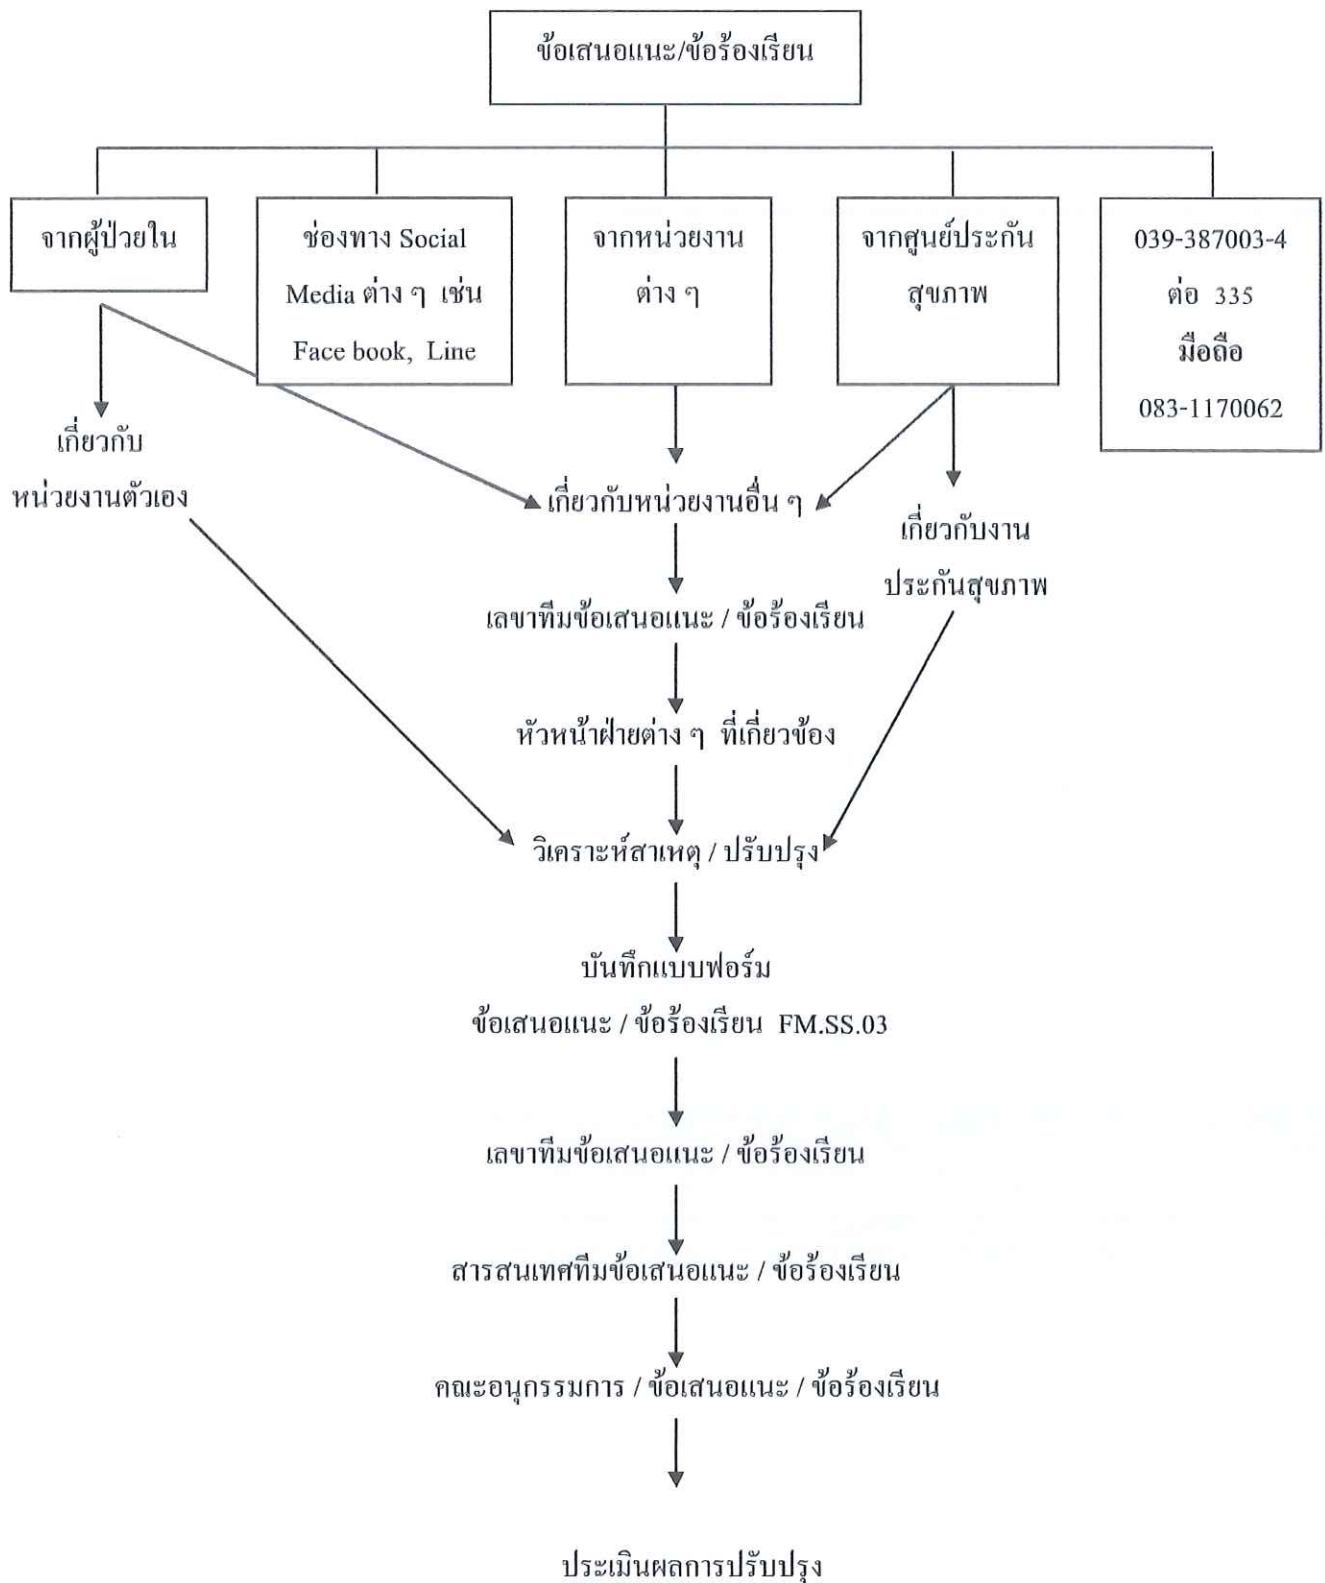 ข้อเสนอแนะ/ข้อร้องเรียน
จากผู้ป่วยใน
ช่องทาง Social
Media ต่าง ๆ เช่น
Face book, Line
จากหน่วยงาน
ต่าง ๆ
จากศูนย์ประกัน
สุขภาพ
039-387003-4
ต่อ 335
มือถือ
083-1170062
เกี่ยวกับ
หน่วยงานตัวเอง
เกี่ยวกับหน่วยงานอื่น ๆ
เกี่ยวกับงาน
ประกันสุขภาพ
เลขาทีมข้อเสนอแนะ / ข้อร้องเรียน
หัวหน้าฝ่ายต่าง ๆ ที่เกี่ยวข้อง
วิเคราะห์สาเหตุ / ปรับปรุง
บันทึกแบบฟอร์ม
ข้อเสนอแนะ / ข้อร้องเรียน FM.SS.03
เลขาทีมข้อเสนอแนะ / ข้อร้องเรียน
สารสนเทศทีมข้อเสนอแนะ / ข้อร้องเรียน
คณะอนุกรรมการ / ข้อเสนอแนะ / ข้อร้องเรียน
ประเมินผลการปรับปรุง